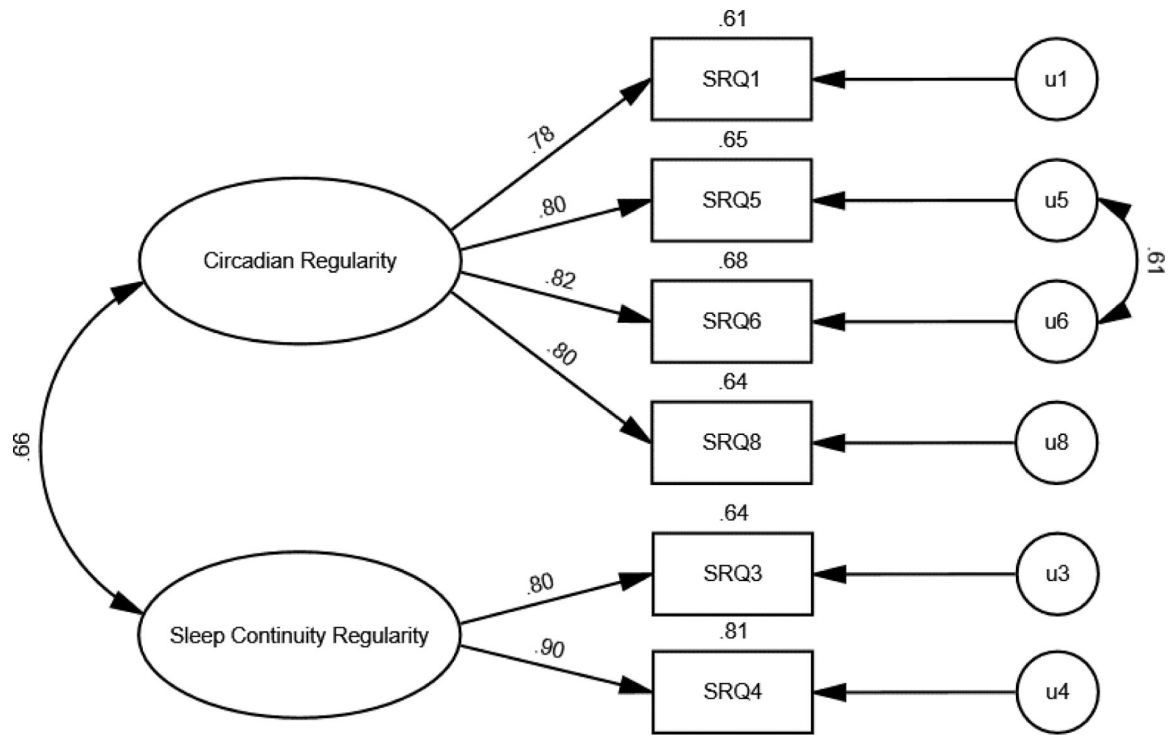 .61
SRQ1
u1
.78
.65
SRQ5
u5
.80
.68
SRQ6
u6
.82
.61
Circadian Regularity
.64
SRQ8
u8
.80
.66
.64
SRQ3
u3
.80
Sleep Continuity Regularity
.81
SRQ4
u4
.90